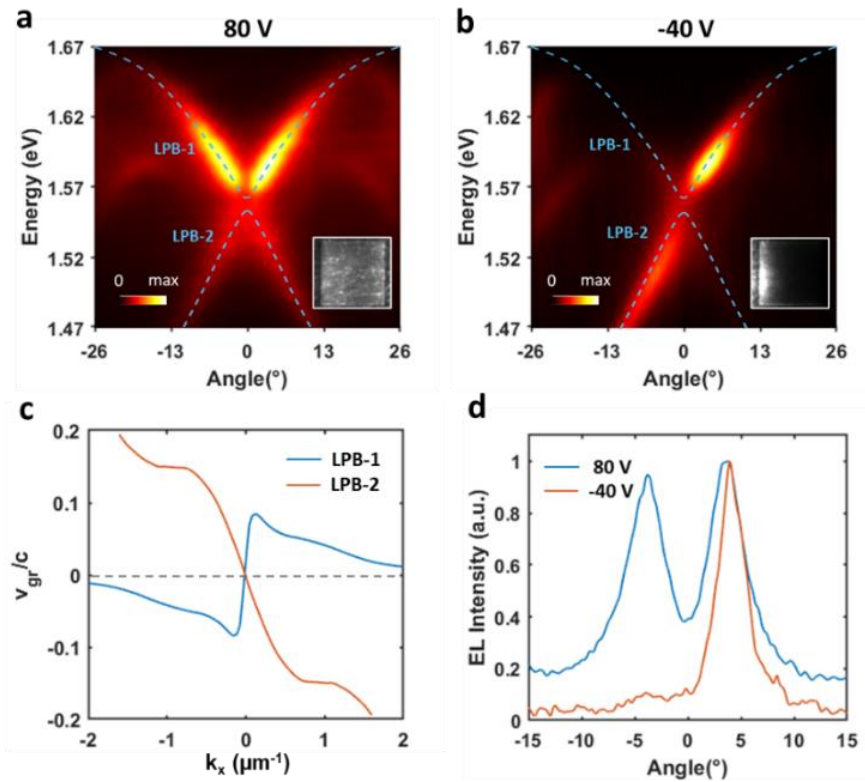 a
80 V
1.67
1.62
1.57
1.52
1.47
Energy (eV)
LPB-1
LPB-2
0 max
-26 -13 0 13 26
Angle(°)
b
-40 V
1.67
1.62
1.57
1.52
1.47
Energy (eV)
LPB-1
LPB-2
0 max
-26 -13 0 13 26
Angle(°)
c
0.2
0.1
0
-0.1
-0.2
v_gr/c
LPB-1
LPB-2
-2 -1 0 1 2
k_x (µm⁻¹)
d
1
0.8
0.6
0.4
0.2
0
EL Intensity (a.u.)
80 V
-40 V
-15 -10 -5 0 5 10 15
Angle(°)